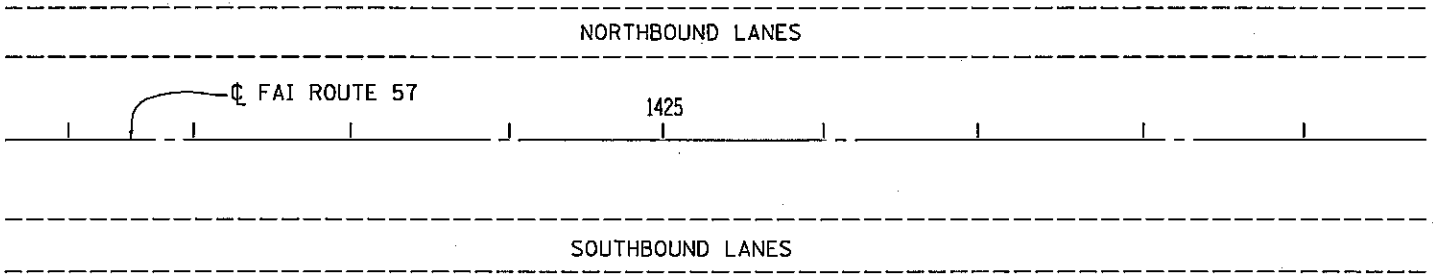 NORTHBOUND LANES
℄ FAI ROUTE 57
1425
SOUTHBOUND LANES